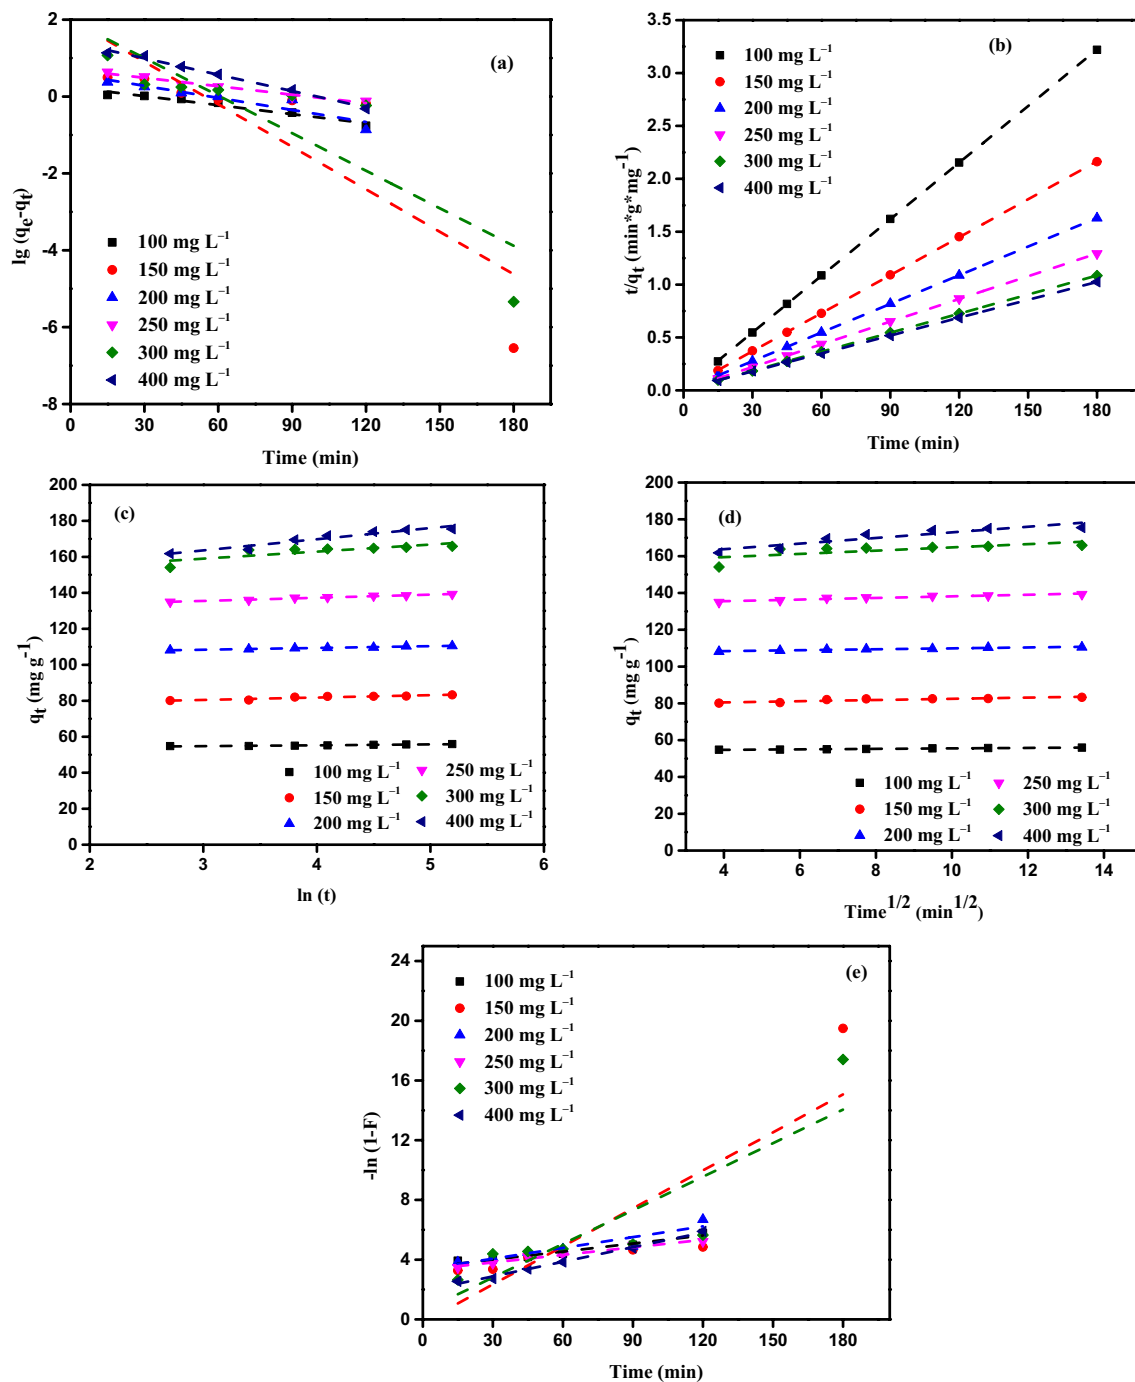 (a)
2
0
-2
-4
-6
-8
lg (qe-qt)
100 mg L⁻¹
150 mg L⁻¹
200 mg L⁻¹
250 mg L⁻¹
300 mg L⁻¹
400 mg L⁻¹
0 30 60 90 120 150 180
Time (min)
(b)
3.5
3.0
2.5
2.0
1.5
1.0
0.5
0.0
t/qt (min*g*mg⁻¹)
100 mg L⁻¹
150 mg L⁻¹
200 mg L⁻¹
250 mg L⁻¹
300 mg L⁻¹
400 mg L⁻¹
0 30 60 90 120 150 180
Time (min)
(c)
200
180
160
140
120
100
80
60
40
20
0
qt (mg g⁻¹)
100 mg L⁻¹ 250 mg L⁻¹
150 mg L⁻¹ 300 mg L⁻¹
200 mg L⁻¹ 400 mg L⁻¹
2 3 4 5 6
ln (t)
(d)
200
180
160
140
120
100
80
60
40
20
0
qt (mg g⁻¹)
100 mg L⁻¹ 250 mg L⁻¹
150 mg L⁻¹ 300 mg L⁻¹
200 mg L⁻¹ 400 mg L⁻¹
4 6 8 10 12 14
Time1/2 (min1/2)
(e)
24
20
16
12
8
4
0
-ln (1-F)
100 mg L⁻¹
150 mg L⁻¹
200 mg L⁻¹
250 mg L⁻¹
300 mg L⁻¹
400 mg L⁻¹
0 30 60 90 120 150 180
Time (min)